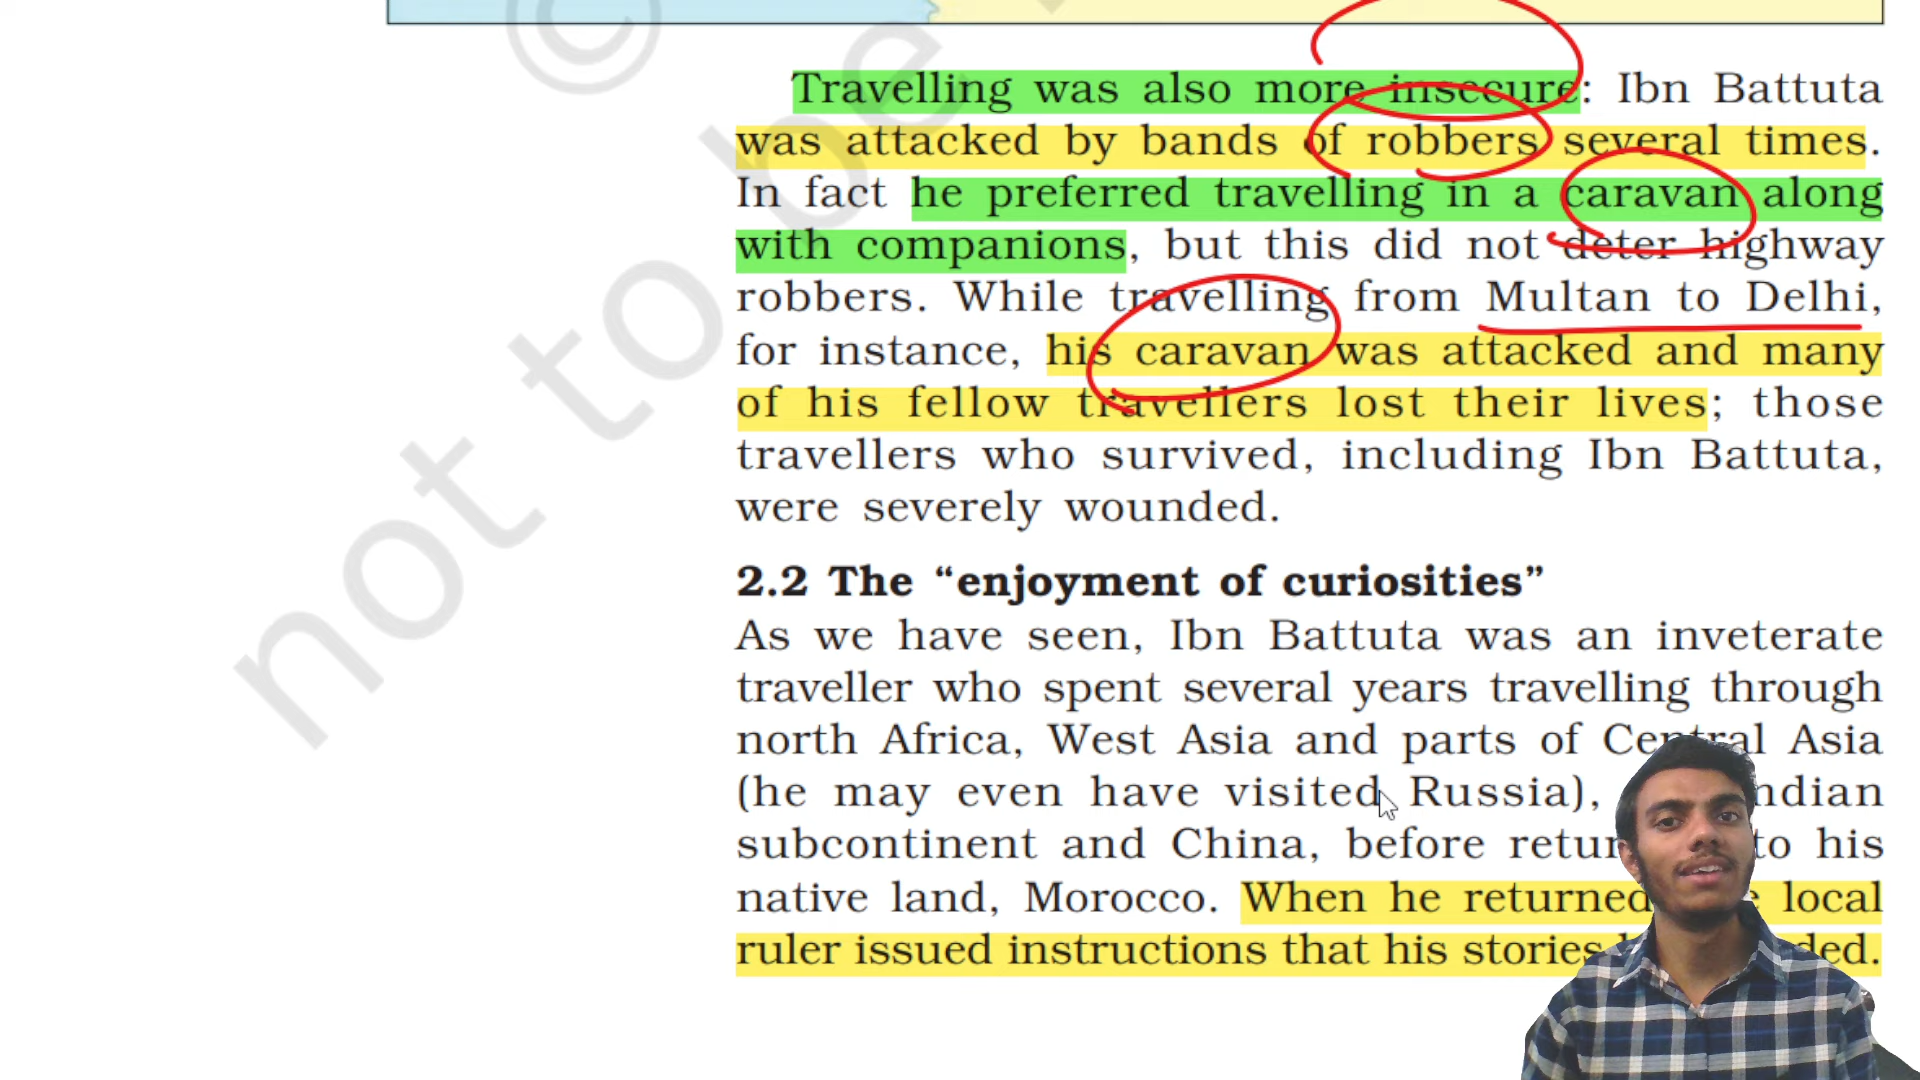 Travelling was also more insecure: Ibn Battuta
was attacked by bands of robbers several times.
In fact he preferred travelling in a caravan along
with companions, but this did not deter highway
robbers. While travelling from Multan to Delhi,
for instance, his caravan was attacked and many
of his fellow travellers lost their lives; those
travellers who survived, including Ibn Battuta,
were severely wounded.
2.2 The “enjoyment of curiosities”
As we have seen, Ibn Battuta was an inveterate
traveller who spent several years travelling through
north Africa, West Asia and parts of Central Asia
(he may even have visited Russia),
subcontinent and China, before to his
native land, Morocco. When he returned local
ruler issued instructions that his stories
©
not to be